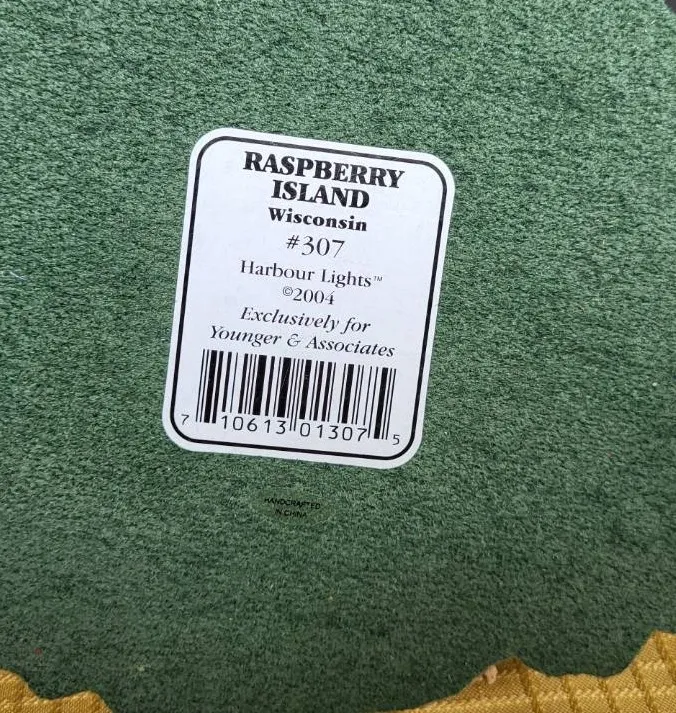 RASPBERRY
ISLAND
Wisconsin
#307
Harbour Lights™
©2004
Exclusively for
Younger & Associates
7 10613 01307 5
HANDCRAFTED
IN CHINA